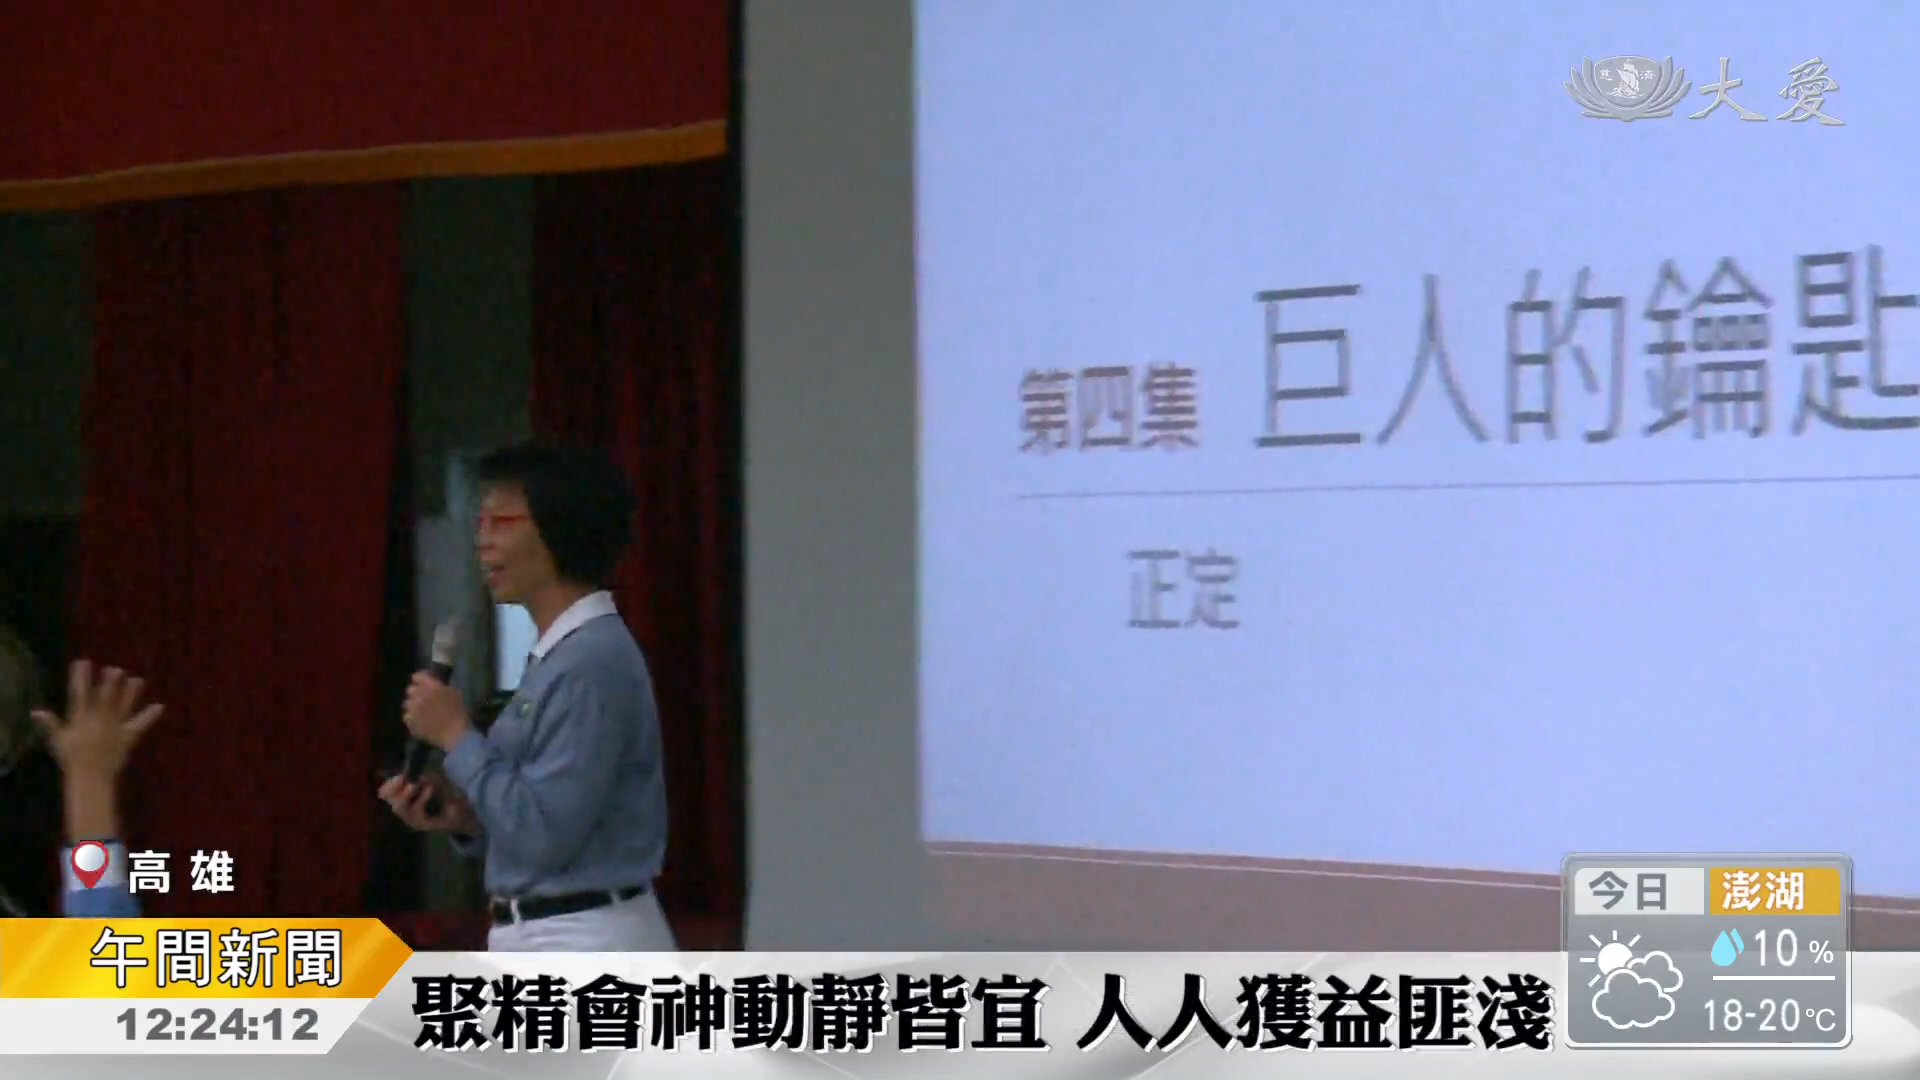 慈 濟
大愛
第四集 巨人的鑰匙
正定
高雄
今日 澎湖
10 %
18-20°C
午間新聞
12:24:12
聚精會神動靜皆宜 人人獲益匪淺